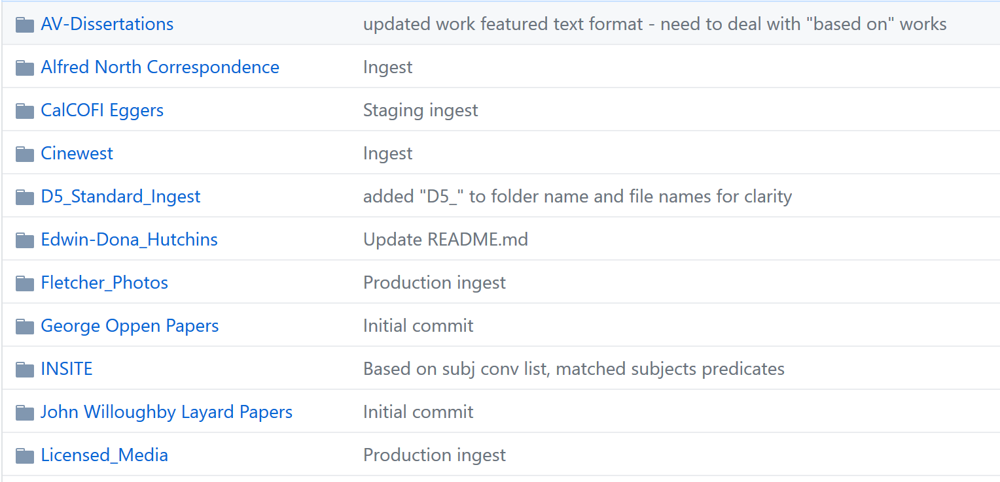 AV-Dissertations updated work featured text format - need to deal with "based on" works
Alfred North Correspondence Ingest
CalCOFI Eggers Staging ingest
Cinewest Ingest
D5_Standard_Ingest added "D5_" to folder name and file names for clarity
Edwin-Dona_Hutchins Update README.md
Fletcher_Photos Production ingest
George Oppen Papers Initial commit
INSITE Based on subj conv list, matched subjects predicates
John Willoughby Layard Papers Initial commit
Licensed_Media Production ingest